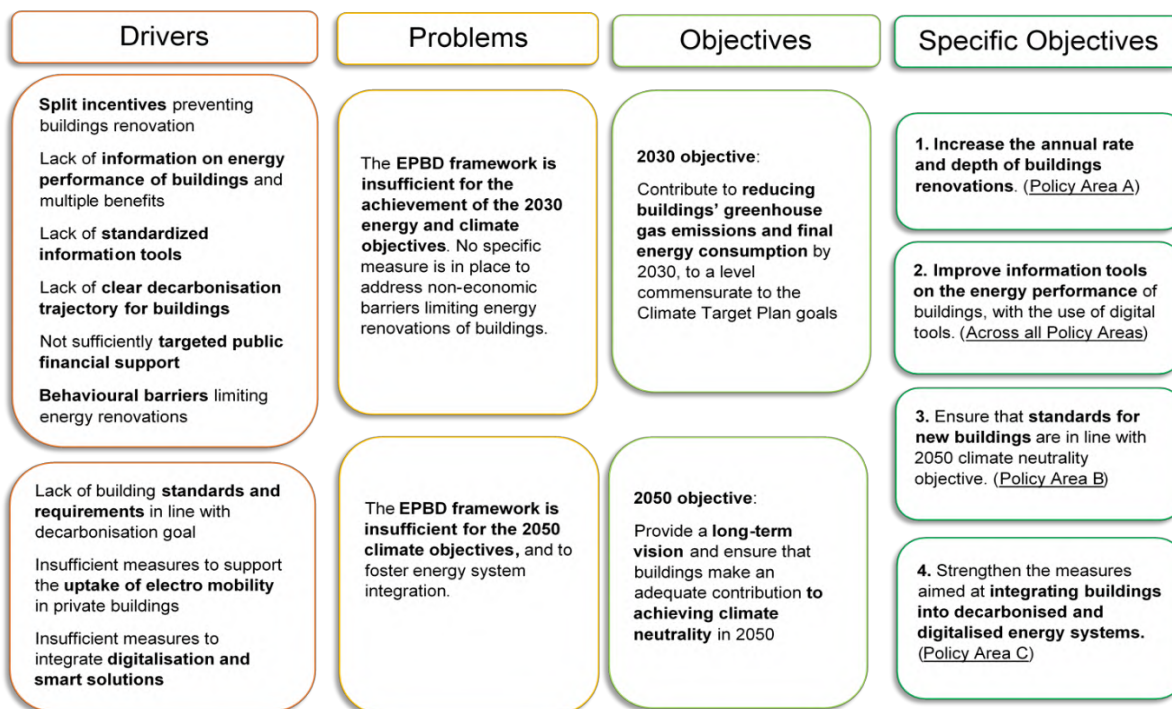 Drivers
Split incentives preventing
buildings renovation
Lack of information on energy
performance of buildings and
multiple benefits
Lack of standardized
information tools
Lack of clear decarbonisation
trajectory for buildings
Not sufficiently targeted public
financial support
Behavioural barriers limiting
energy renovations
Lack of building standards and
requirements in line with
decarbonisation goal
Insufficient measures to support
the uptake of electro mobility
in private buildings
Insufficient measures to
integrate digitalisation and
smart solutions
Problems
The EPBD framework is
insufficient for the
achievement of the 2030
energy and climate
objectives. No specific
measure is in place to
address non-economic
barriers limiting energy
renovations of buildings.
The EPBD framework is
insufficient for the 2050
climate objectives, and to
foster energy system
integration.
Objectives
2030 objective:
Contribute to reducing
buildings' greenhouse
gas emissions and final
energy consumption by
2030, to a level
commensurate to the
Climate Target Plan goals
2050 objective:
Provide a long-term
vision and ensure that
buildings make an
adequate contribution to
achieving climate
neutrality in 2050
Specific Objectives
1. Increase the annual rate
and depth of buildings
renovations. (Policy Area A)
2. Improve information tools
on the energy performance of
buildings, with the use of digital
tools. (Across all Policy Areas)
3. Ensure that standards for
new buildings are in line with
2050 climate neutrality
objective. (Policy Area B)
4. Strengthen the measures
aimed at integrating buildings
into decarbonised and
digitalised energy systems.
(Policy Area C)